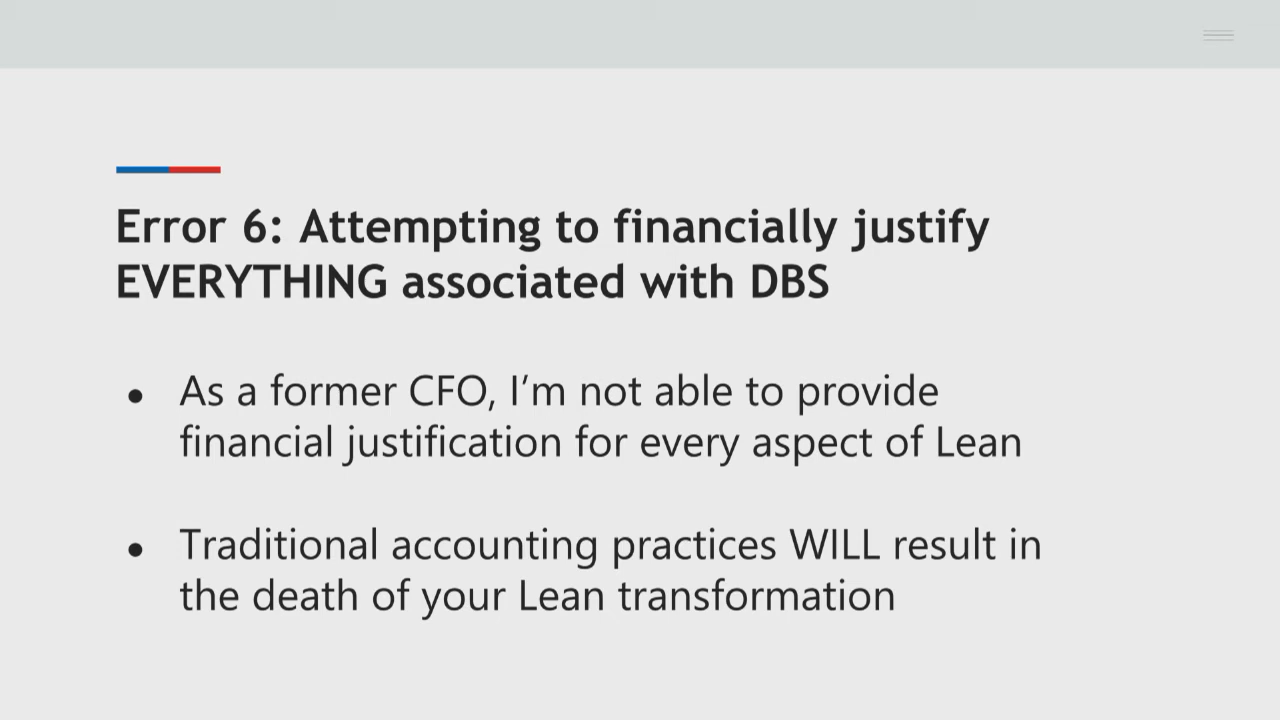 Error 6: Attempting to financially justify
EVERYTHING associated with DBS
● As a former CFO, I’m not able to provide
financial justification for every aspect of Lean
● Traditional accounting practices WILL result in
the death of your Lean transformation